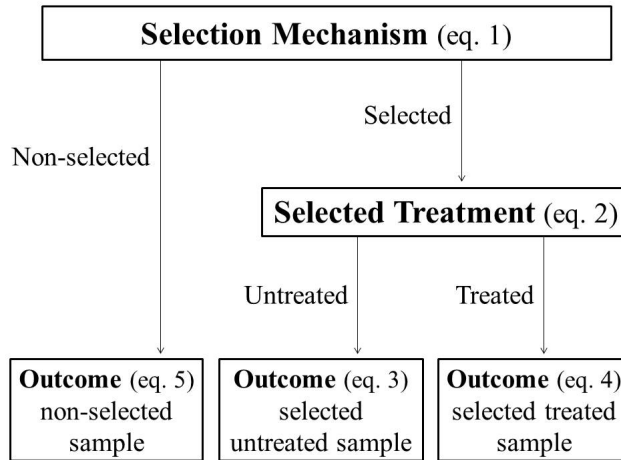 Selection Mechanism (eq. 1)
Selected
Non-selected
Selected Treatment (eq. 2)
Untreated
Treated
Outcome (eq. 5)
non-selected
sample
Outcome (eq. 3)
selected
untreated sample
Outcome (eq. 4)
selected treated
sample